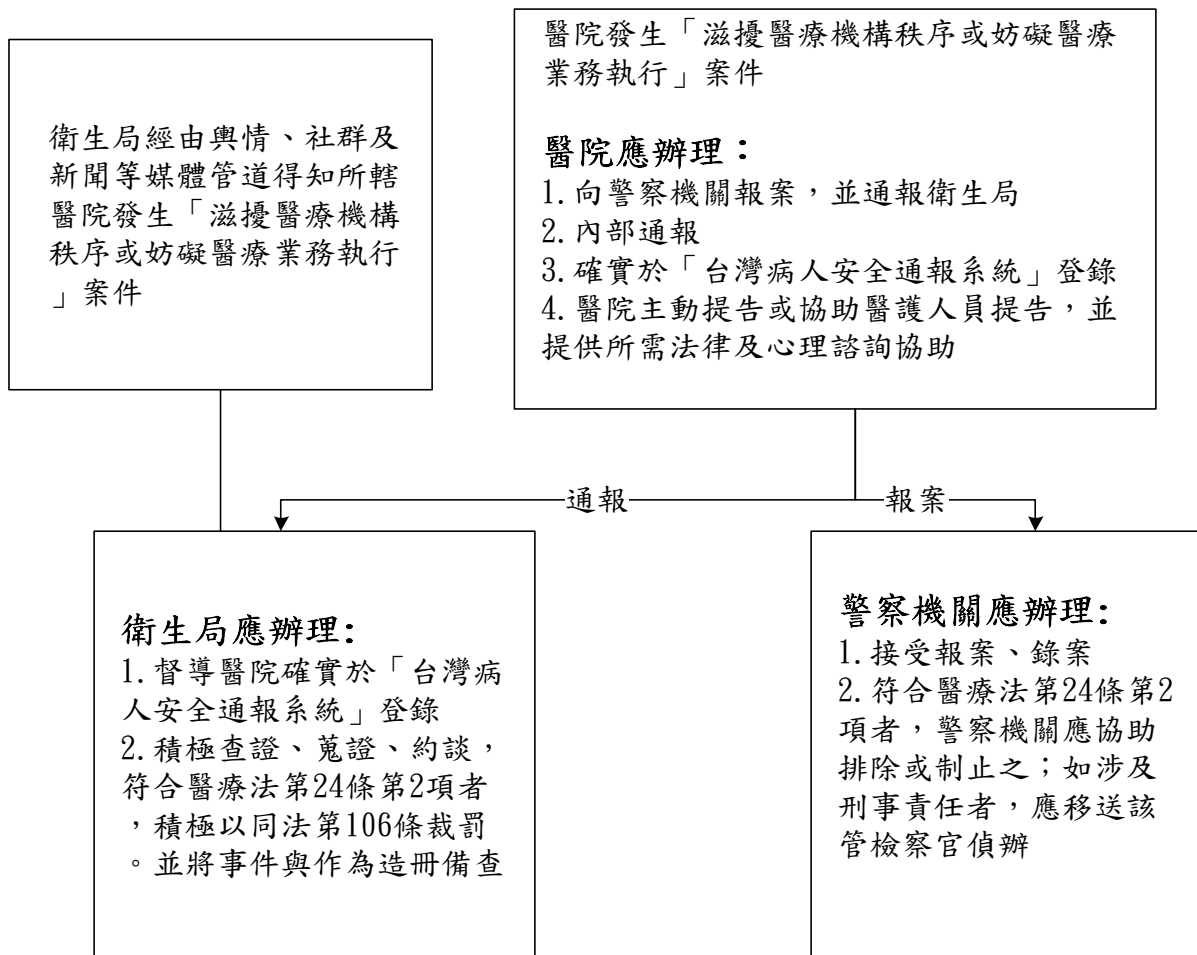 衛生局經由輿情、社群及
新聞等媒體管道得知所轄
醫院發生「滋擾醫療機構
秩序或妨礙醫療業務執行
」案件
醫院發生「滋擾醫療機構秩序或妨礙醫療
業務執行」案件
醫院應辦理：
1.向警察機關報案，並通報衛生局
2.內部通報
3.確實於「台灣病人安全通報系統」登錄
4.醫院主動提告或協助醫護人員提告，並
提供所需法律及心理諮詢協助
通報
報案
衛生局應辦理:
1.督導醫院確實於「台灣病
人安全通報系統」登錄
2.積極查證、蒐證、約談，
符合醫療法第24條第2項者
，積極以同法第106條裁罰
。並將事件與作為造冊備查
警察機關應辦理:
1.接受報案、錄案
2.符合醫療法第24條第2
項者，警察機關應協助
排除或制止之；如涉及
刑事責任者，應移送該
管檢察官偵辦